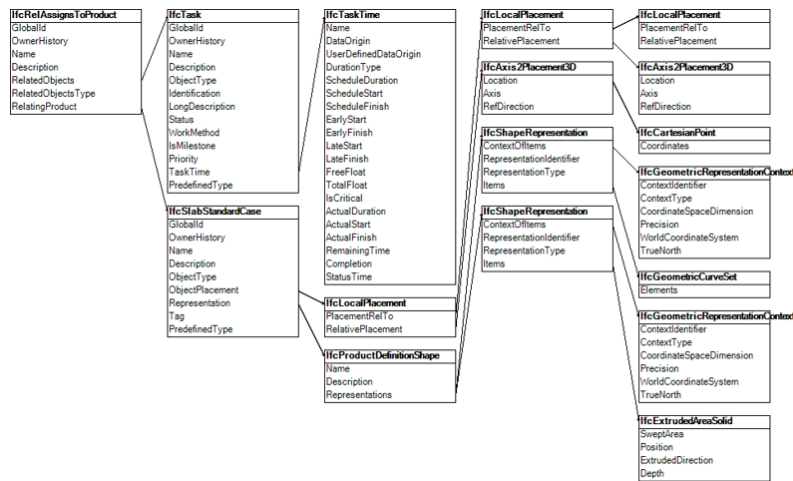 IfcRelAssignsToProduct
GlobalId
OwnerHistory
Name
Description
RelatedObjects
RelatedObjectsType
RelatingProduct
IfcTask
GlobalId
OwnerHistory
Name
Description
ObjectType
Identification
LongDescription
Status
WorkMethod
IsMilestone
Priority
TaskTime
PredefinedType
IfcSlabStandardCase
GlobalId
OwnerHistory
Name
Description
ObjectType
ObjectPlacement
Representation
Tag
PredefinedType
IfcTaskTime
Name
DataOrigin
UserDefinedDataOrigin
DurationType
ScheduleDuration
ScheduleStart
ScheduleFinish
EarlyStart
EarlyFinish
LateStart
LateFinish
FreeFloat
TotalFloat
IsCritical
ActualDuration
ActualStart
ActualFinish
RemainingTime
Completion
StatusTime
IfcLocalPlacement
PlacementRelTo
RelativePlacement
IfcProductDefinitionShape
Name
Description
Representations
IfcLocalPlacement
PlacementRelTo
RelativePlacement
IfcAxis2Placement3D
Location
Axis
RefDirection
IfcShapeRepresentation
ContextOfItems
RepresentationIdentifier
RepresentationType
Items
IfcShapeRepresentation
ContextOfItems
RepresentationIdentifier
RepresentationType
Items
IfcLocalPlacement
PlacementRelTo
RelativePlacement
IfcAxis2Placement3D
Location
Axis
RefDirection
IfcCartesianPoint
Coordinates
IfcGeometricRepresentationContext
ContextIdentifier
ContextType
CoordinateSpaceDimension
Precision
WorldCoordinateSystem
TrueNorth
IfcGeometricCurveSet
Elements
IfcGeometricRepresentationContext
ContextIdentifier
ContextType
CoordinateSpaceDimension
Precision
WorldCoordinateSystem
TrueNorth
IfcExtrudedAreaSolid
SweptArea
Position
ExtrudedDirection
Depth